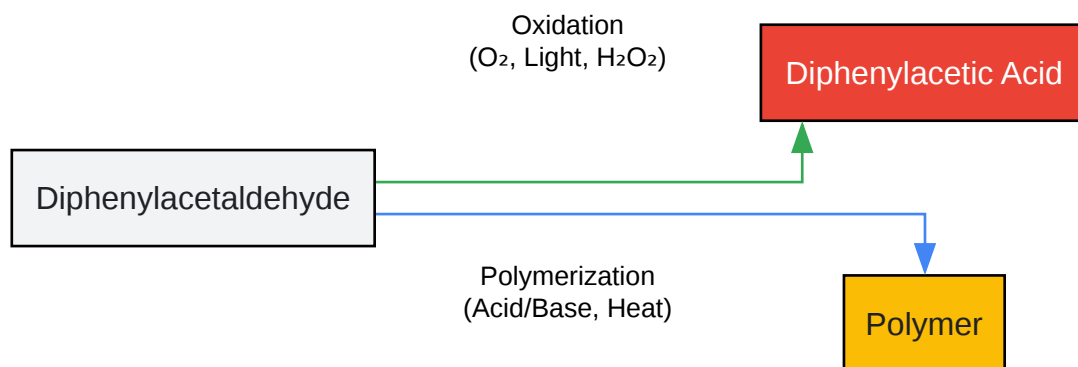 Oxidation
(O₂, Light, H₂O₂)
Diphenylacetic Acid
Diphenylacetaldehyde
Polymerization
(Acid/Base, Heat)
Polymer